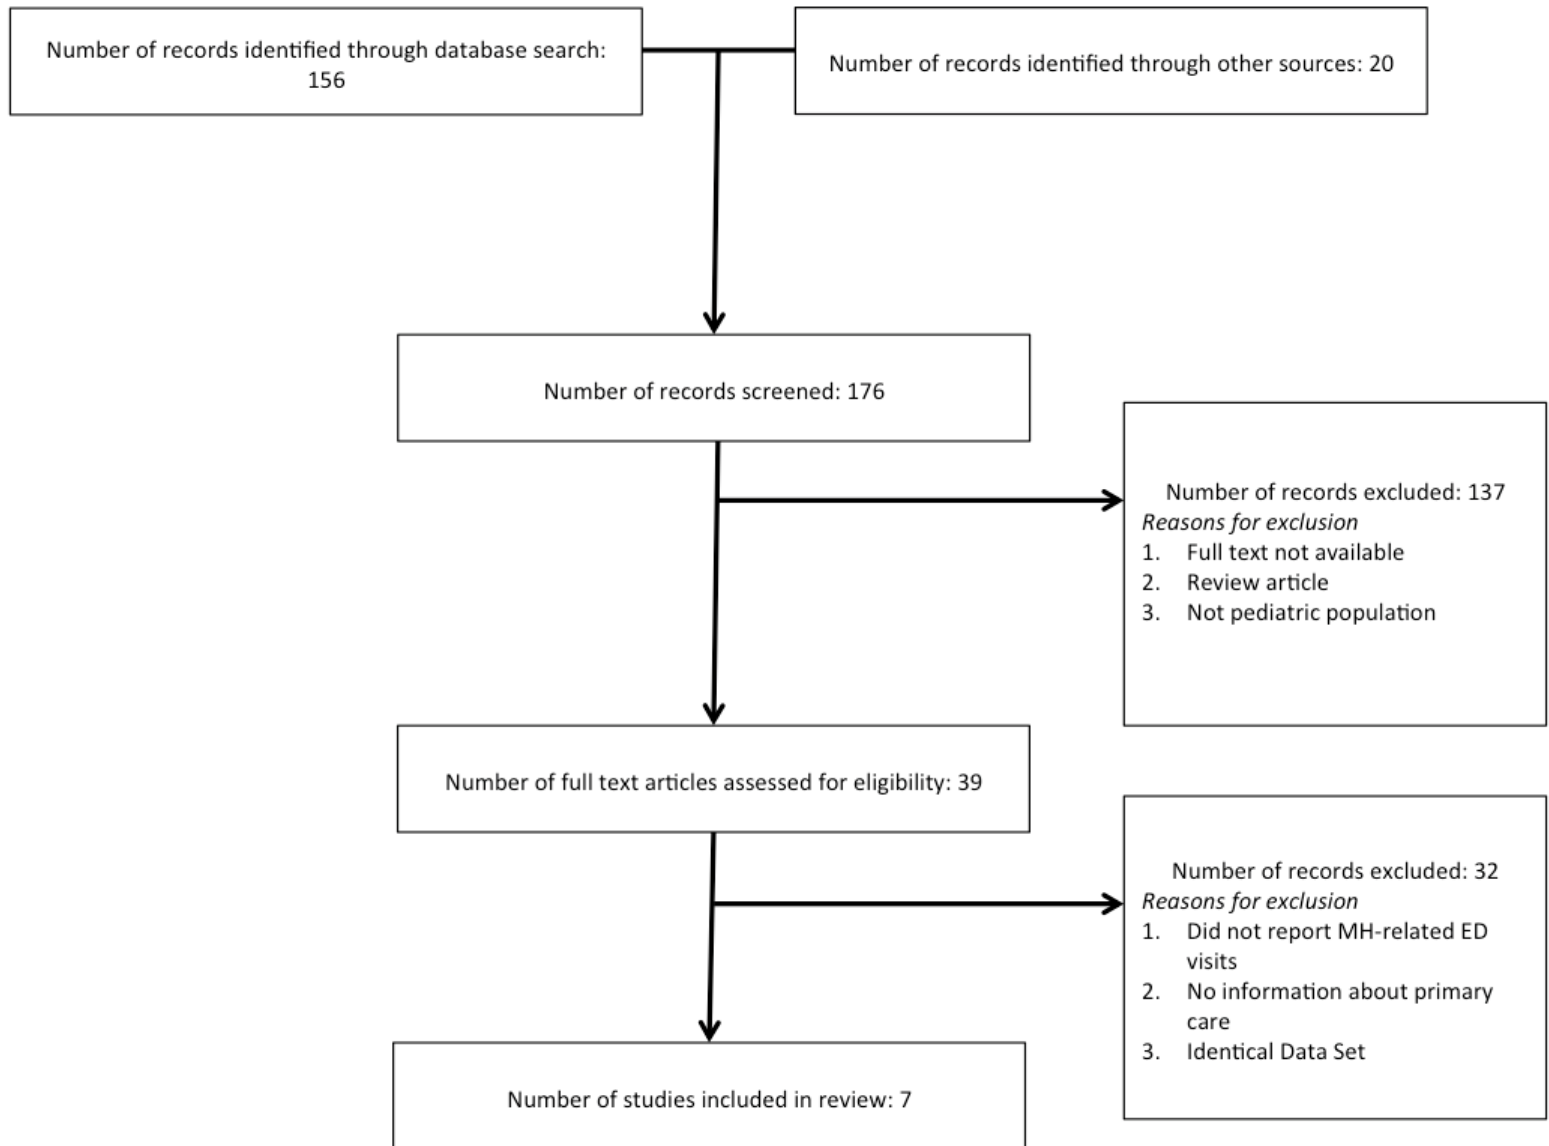 Number of records identified through database search:
156
Number of records identified through other sources: 20
Number of records screened: 176
Number of records excluded: 137
Reasons for exclusion
1. Full text not available
2. Review article
3. Not pediatric population
Number of full text articles assessed for eligibility: 39
Number of records excluded: 32
Reasons for exclusion
1. Did not report MH-related ED
visits
2. No information about primary
care
3. Identical Data Set
Number of studies included in review: 7